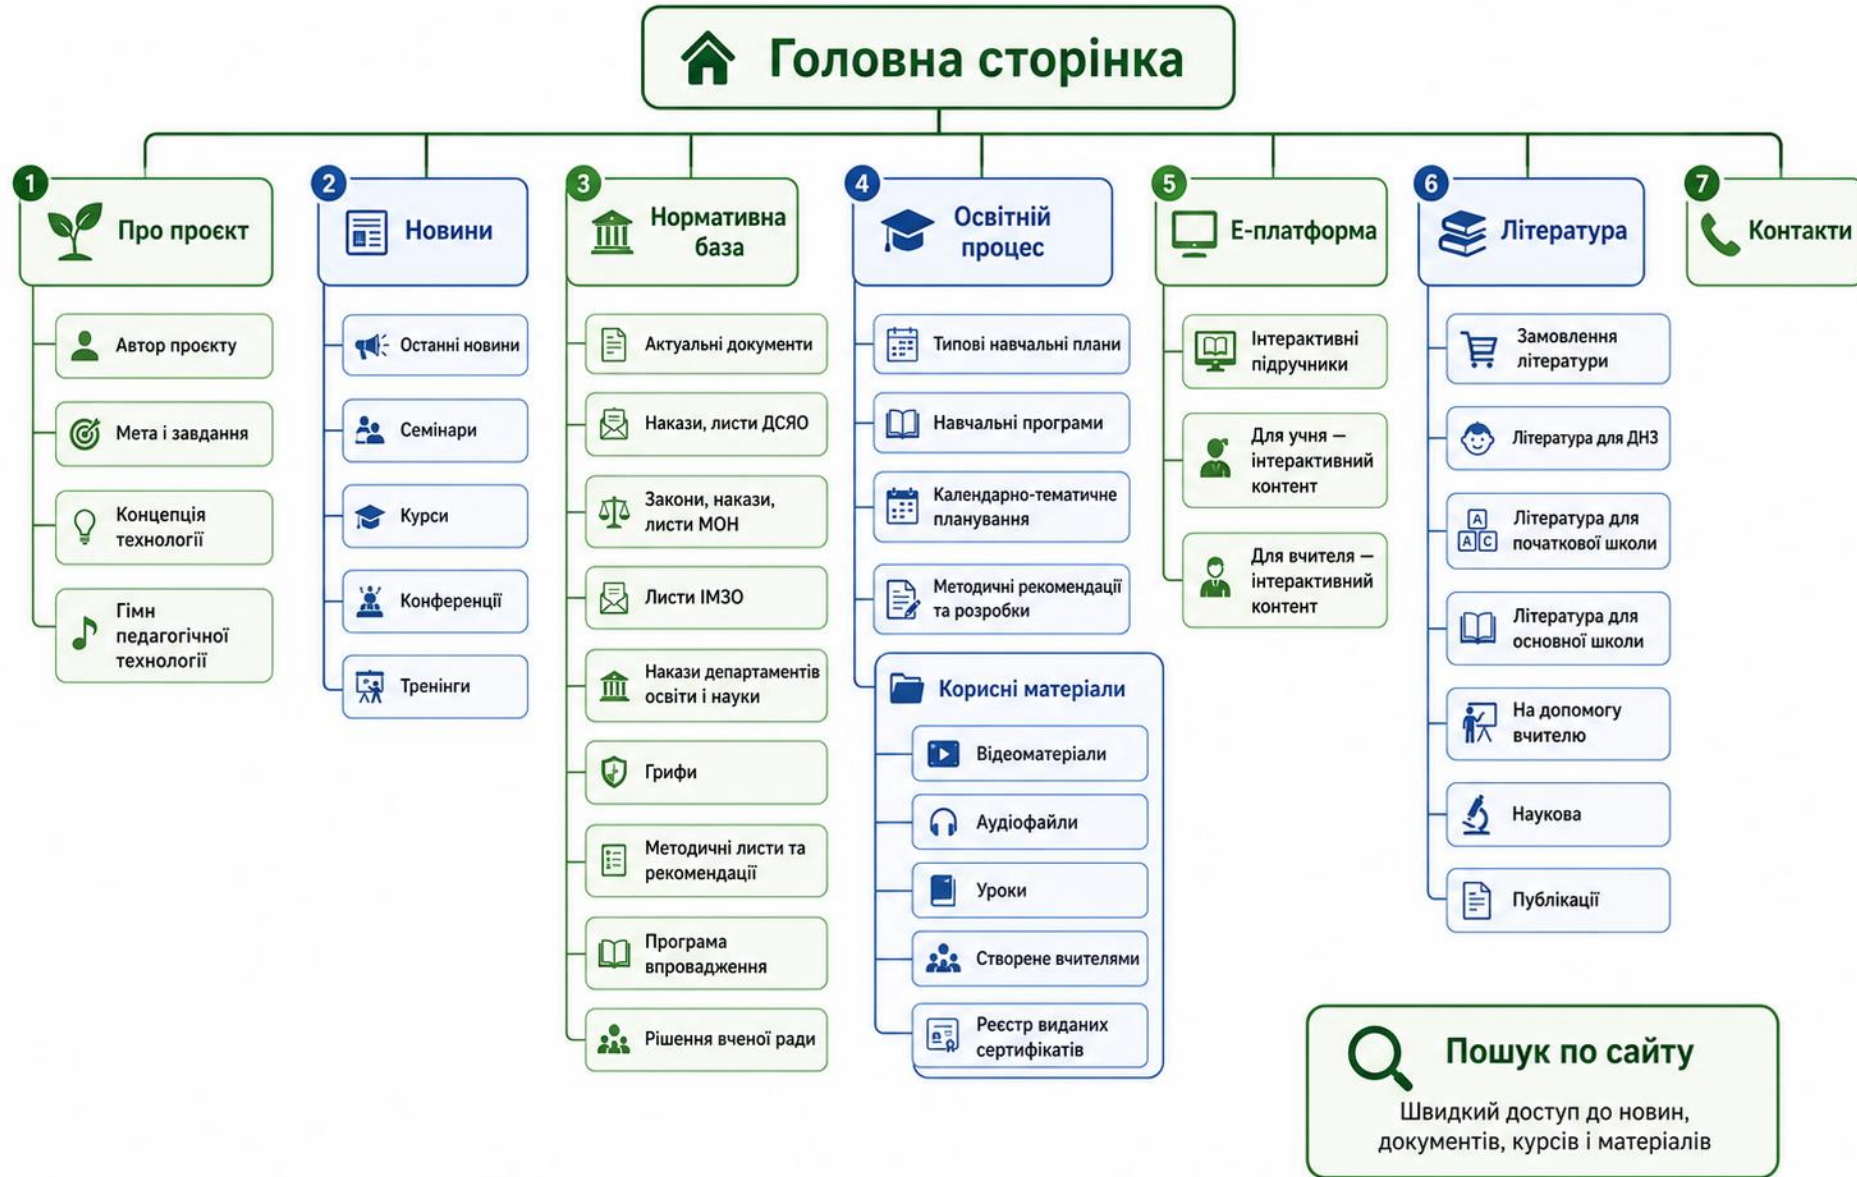 Головна сторінка
1
Про проєкт
Автор проєкту
Мета і завдання
Концепція
технології
Гімн
педагогічної
технології
2
Новини
Останні новини
Семінари
Курси
Конференції
Тренінги
3
Нормативна
база
Актуальні документи
Накази, листи ДСЯО
Закони, накази,
листи МОН
Листи ІМЗО
Накази департаментів
освіти і науки
Грифи
Методичні листи та
рекомендації
Програма
впровадження
Рішення вченої ради
4
Освітній
процес
Типові навчальні плани
Навчальні програми
Календарно-тематичне
планування
Методичні рекомендації
та розробки
Корисні матеріали
Відеоматеріали
Аудіофайли
Уроки
Створене вчителями
Реєстр виданих
сертифікатів
5
Е-платформа
Інтерактивні
підручники
Для учня —
інтерактивний
контент
Для вчителя —
інтерактивний
контент
6
Література
Замовлення
літератури
Література для ДНЗ
A
A C
Література для
початкової школи
Література для
основної школи
На допомогу
вчителю
Наукова
Публікації
7
Контакти
Пошук по сайту
Швидкий доступ до новин,
документів, курсів і матеріалів